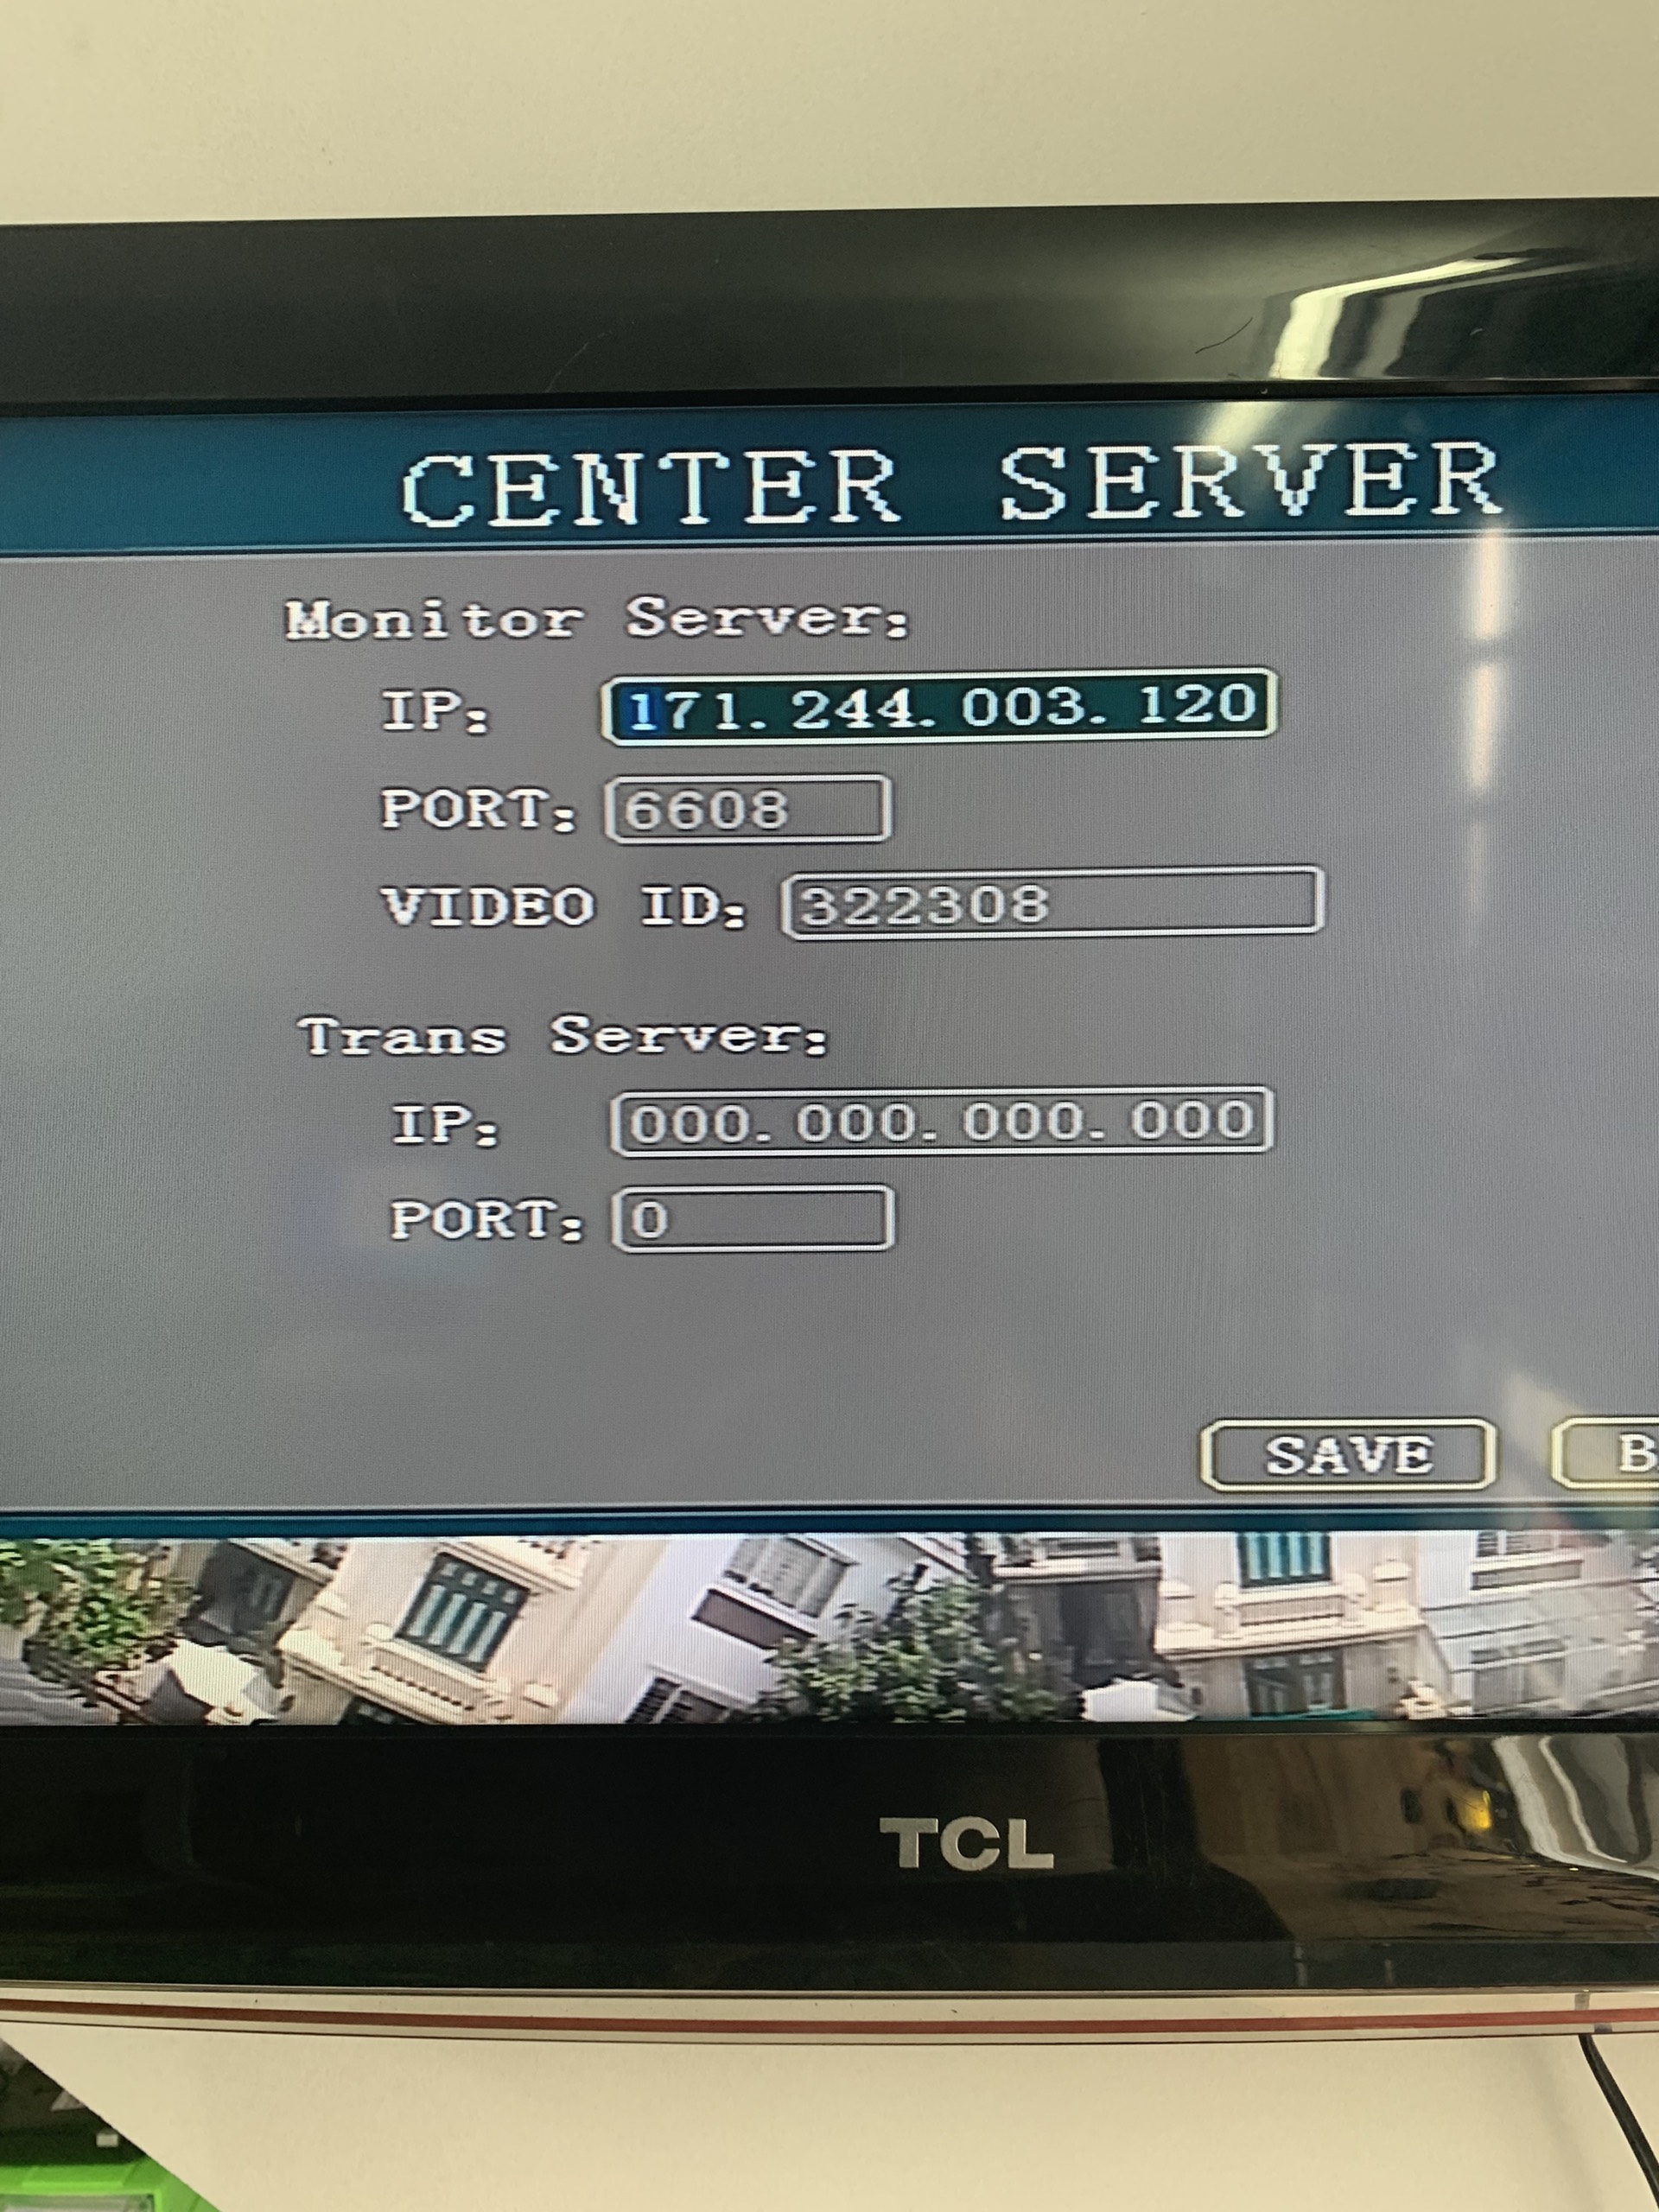 CENTER SERVER
Monitor Server:
IP: 171.244.003.120
PORT: 6608
VIDEO ID: 322308
Trans Server:
IP: 000.000.000.000
PORT: 0
SAVE
TCL